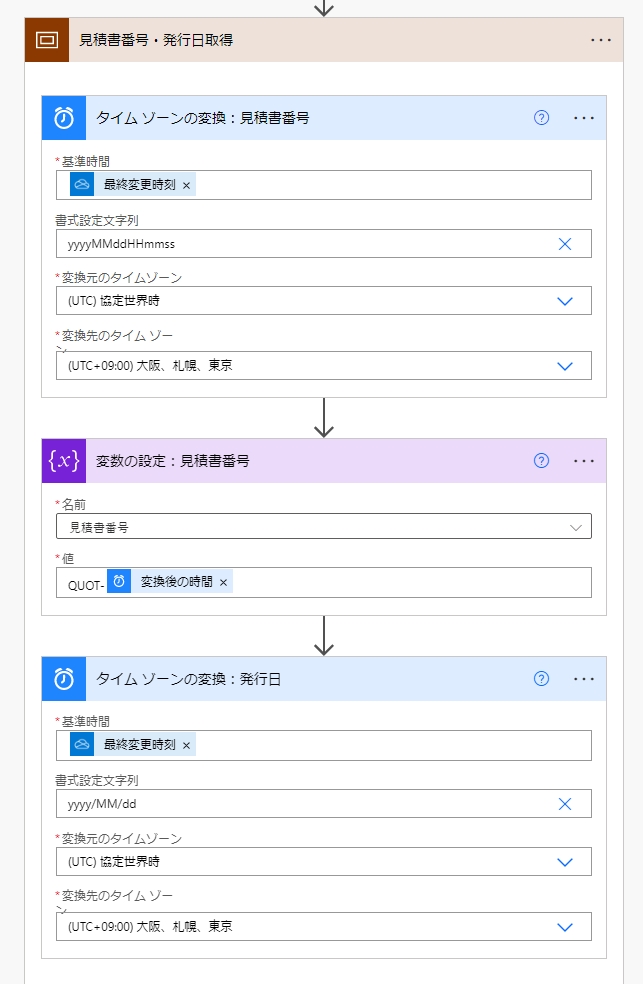 見積書番号・発行日取得
タイム ゾーンの変換：見積書番号
*基準時間
最終変更時刻 ×
書式設定文字列
yyyyMMddHHmmss
*変換元のタイムゾーン
(UTC) 協定世界時
*変換先のタイム ゾー
ン
(UTC+09:00) 大阪、札幌、東京
{x} 変数の設定：見積書番号
*名前
見積書番号
*値
QUOT- 変換後の時間 ×
タイム ゾーンの変換：発行日
*基準時間
最終変更時刻 ×
書式設定文字列
yyyy/MM/dd
*変換元のタイムゾーン
(UTC) 協定世界時
*変換先のタイム ゾー
ン
(UTC+09:00) 大阪、札幌、東京